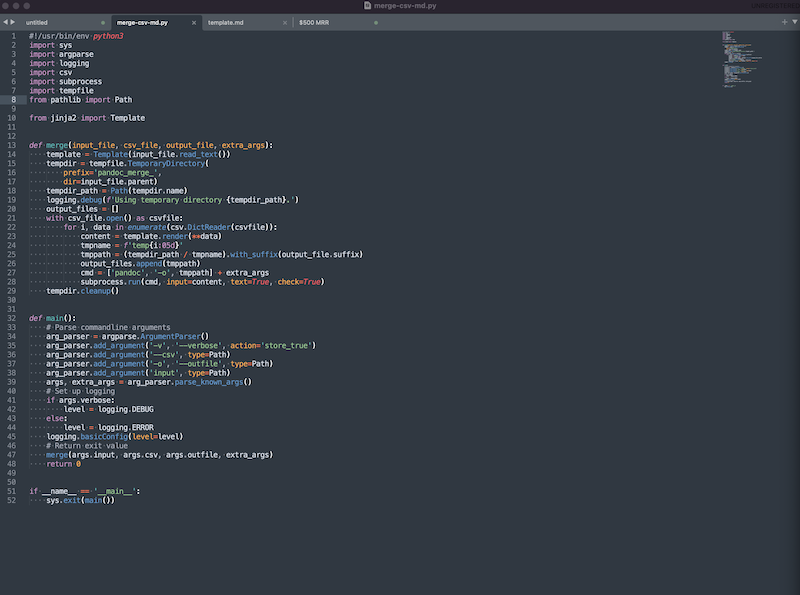 merge-csv-md.py
untitled
merge-csv-md.py
template.md
$500 MRR
1 #!/usr/bin/env python3
2 import sys
3 import argparse
4 import logging
5 import csv
6 import subprocess
7 import tempfile
8 from pathlib import Path
9
10 from jinja2 import Template
11
12
13 def merge(input_file, csv_file, output_file, extra_args):
14     template = Template(input_file.read_text())
15     tempdir = tempfile.TemporaryDirectory(
16         prefix='pandoc_merge_',
17         dir=input_file.parent)
18     tempdir_path = Path(tempdir.name)
19     logging.debug(f'Using temporary directory {tempdir_path}.')
20     output_files = []
21     with csv_file.open() as csvfile:
22         for i, data in enumerate(csv.DictReader(csvfile)):
23             content = template.render(**data)
24             tmpname = f'temp{i:05d}'
25             tmppath = (tempdir_path / tmpname).with_suffix(output_file.suffix)
26             output_files.append(tmppath)
27             cmd = ['pandoc', '-o', tmppath] + extra_args
28             subprocess.run(cmd, input=content, text=True, check=True)
29     tempdir.cleanup()
30
31
32 def main():
33     # Parse commandline arguments
34     arg_parser = argparse.ArgumentParser()
35     arg_parser.add_argument('-v', '--verbose', action='store_true')
36     arg_parser.add_argument('--csv', type=Path)
37     arg_parser.add_argument('-o', '--outfile', type=Path)
38     arg_parser.add_argument('input', type=Path)
39     args, extra_args = arg_parser.parse_known_args()
40     # Set up logging
41     if args.verbose:
42         level = logging.DEBUG
43     else:
44         level = logging.ERROR
45     logging.basicConfig(level=level)
46     # Return exit value
47     merge(args.input, args.csv, args.outfile, extra_args)
48     return 0
49
50
51 if __name__ == '__main__':
52     sys.exit(main())